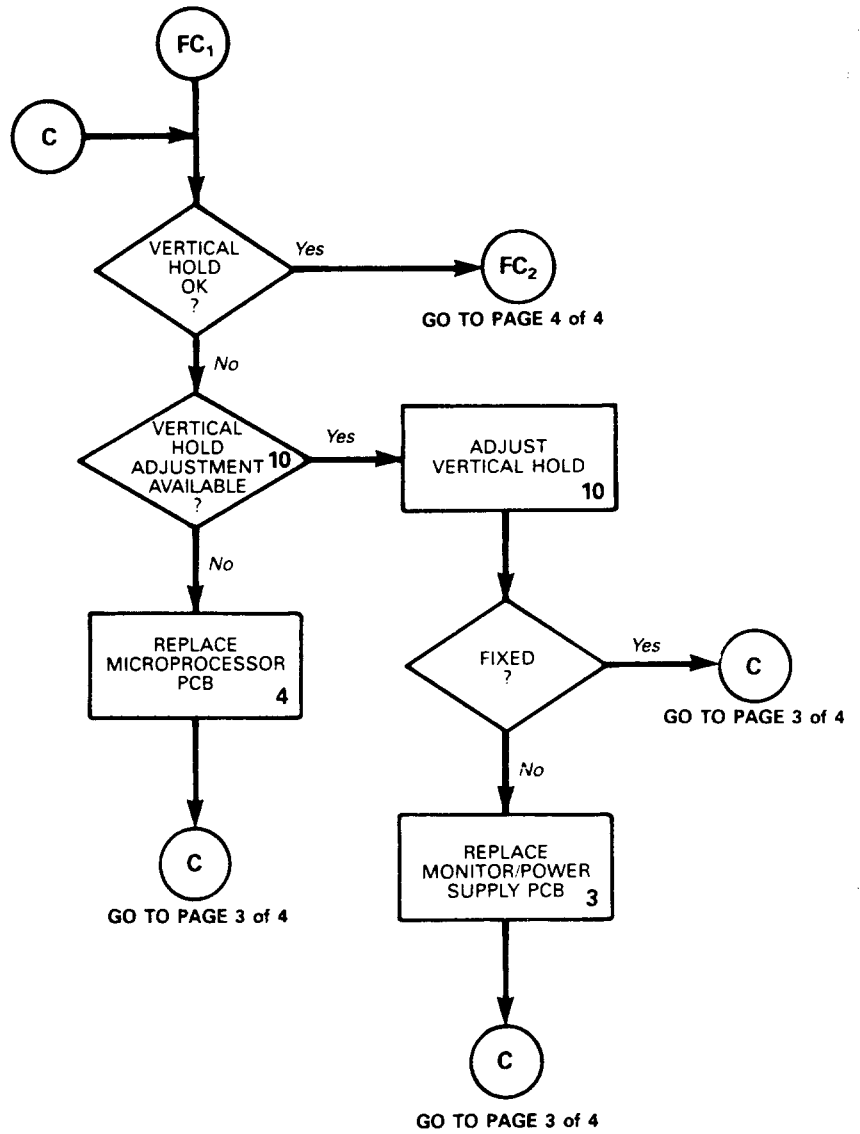 FC₁
C
VERTICAL
HOLD
OK
?
Yes
FC₂
GO TO PAGE 4 of 4
No
VERTICAL
HOLD
ADJUSTMENT 10
AVAILABLE
?
Yes
ADJUST
VERTICAL HOLD
10
No
REPLACE
MICROPROCESSOR
PCB
4
FIXED
?
Yes
C
GO TO PAGE 3 of 4
No
C
GO TO PAGE 3 of 4
REPLACE
MONITOR/POWER
SUPPLY PCB
3
C
GO TO PAGE 3 of 4